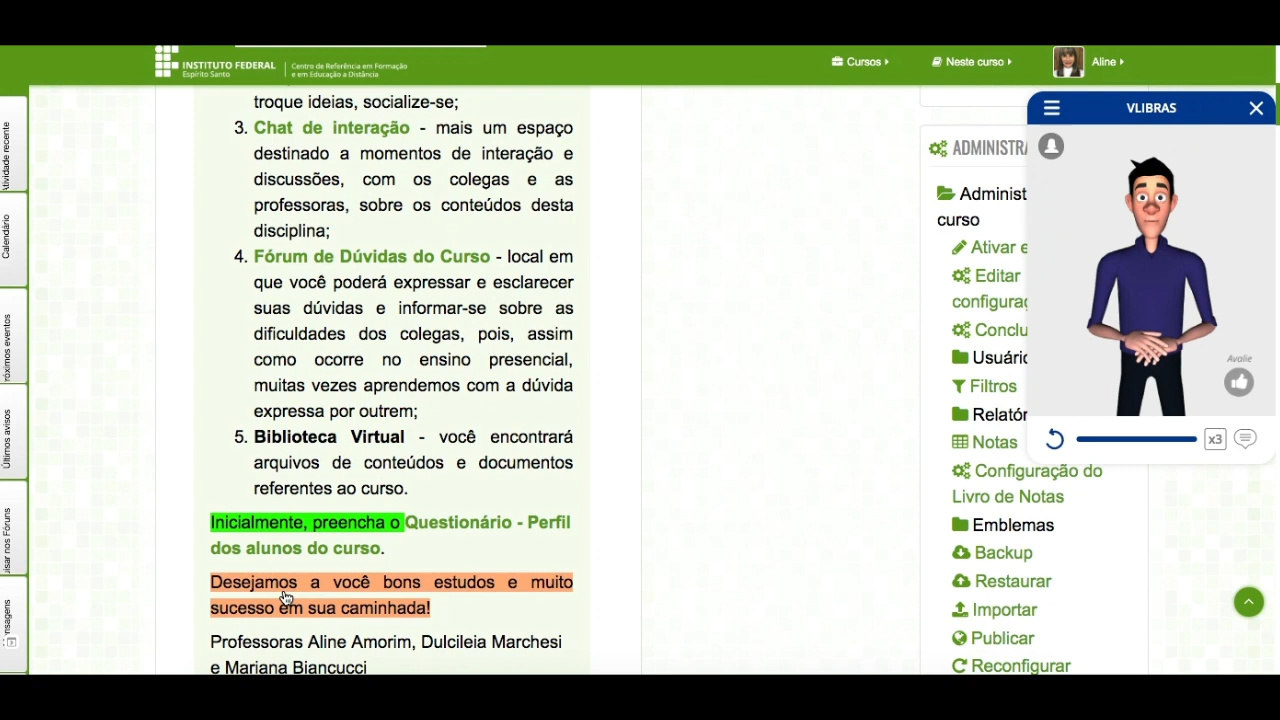 INSTITUTO FEDERAL
Espírito Santo
Centro de Referência em Formação
e em Educação a Distância
Cursos
Neste curso
Aline
Calendário
Últimos avisos
troque ideias, socialize-se;
3. Chat de interação - mais um espaço
destinado a momentos de interação e
discussões, com os colegas e as
professoras, sobre os conteúdos desta
disciplina;
4. Fórum de Dúvidas do Curso - local em
que você poderá expressar e esclarecer
suas dúvidas e informar-se sobre as
dificuldades dos colegas, pois, assim
como ocorre no ensino presencial,
muitas vezes aprendemos com a dúvida
expressa por outrem;
5. Biblioteca Virtual - você encontrará
arquivos de conteúdos e documentos
referentes ao curso.
Inicialmente, preencha o Questionário - Perfil
dos alunos do curso.
Desejamos a você bons estudos e muito
sucesso em sua caminhada!
Professoras Aline Amorim, Dulcileia Marchesi
e Mariana Biancucci
ADMINISTRA
Administ
curso
Ativar e
Editar
configuraç
Conclu
Usuário
Filtros
Relatór
Notas
Configuração do
Livro de Notas
Emblemas
Backup
Restaurar
Importar
Publicar
Reconfigurar
VLIBRAS
Avalie
x3